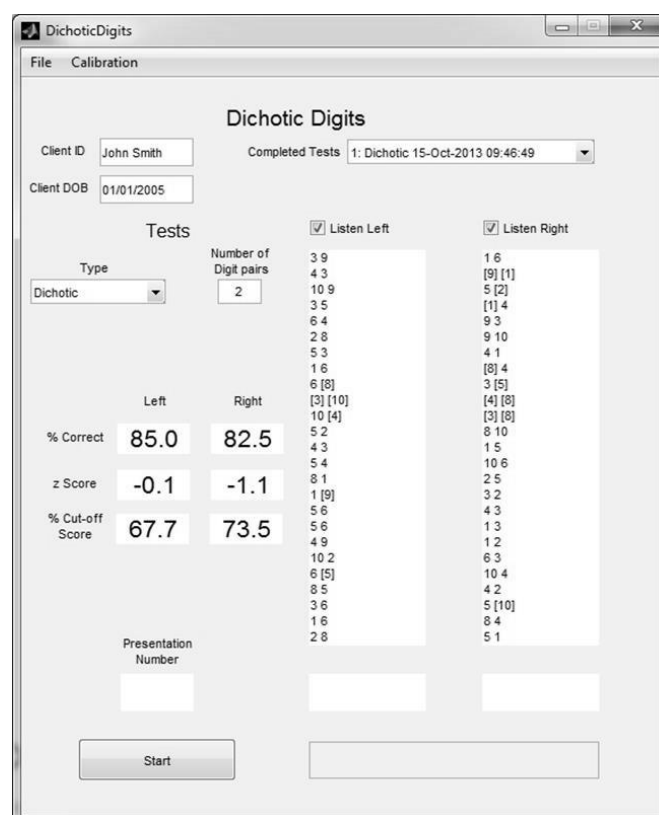 DichoticDigits
File Calibration
Dichotic Digits
Client ID John Smith Completed Tests 1: Dichotic 15-Oct-2013 09:46:49
Client DOB 01/01/2005
Tests
Listen Left Listen Right
Type
Dichotic
Number of
Digit pairs
2
3 9 1 6
4 3 [9] [1]
10 9 5 [2]
3 5 [1] 4
6 4 9 3
2 8 9 10
5 3 4 1
1 6 [8] 4
6 [8] 3 [5]
[3] [10] [4] [8]
10 [4] [3] [8]
5 2 8 10
4 3 1 5
5 4 10 6
8 1 2 5
1 [9] 3 2
5 6 4 3
5 6 1 3
4 9 1 2
10 2 6 3
6 [5] 10 4
8 5 4 2
3 6 5 [10]
1 6 8 4
2 8 5 1
Left Right
% Correct 85.0 82.5
z Score -0.1 -1.1
% Cut-off
Score 67.7 73.5
Presentation
Number
Start